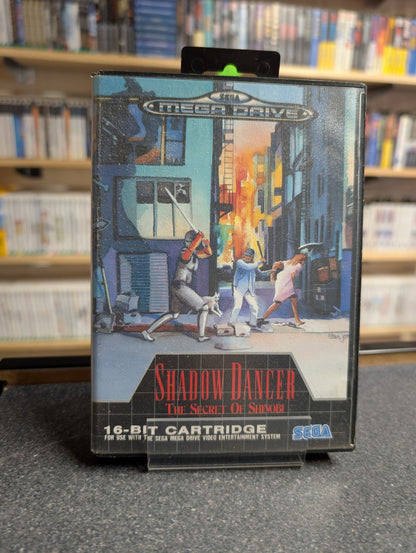 SEGA
MEGA DRIVE
SHADOW DANCER
THE SECRET OF SHINOBI
16-BIT CARTRIDGE
FOR USE WITH THE SEGA MEGA DRIVE VIDEO ENTERTAINMENT SYSTEM
SEGA